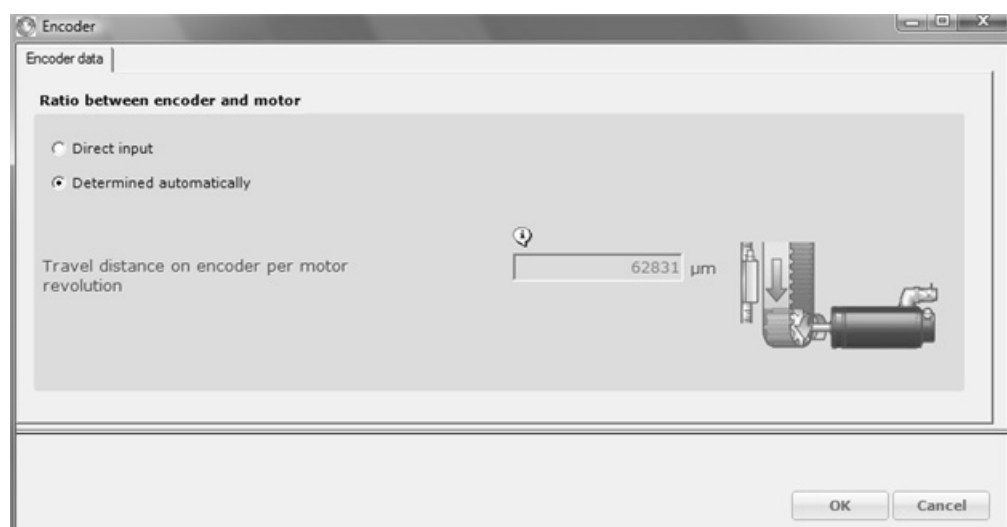 Encoder
Encoder data
Ratio between encoder and motor
Direct input
Determined automatically
Travel distance on encoder per motor
revolution
62831 µm
OK Cancel